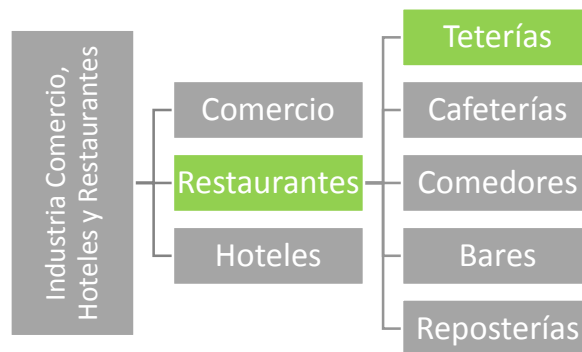 Industria Comercio,
Hoteles y Restaurantes
Comercio
Restaurantes
Hoteles
Teterías
Cafeterías
Comedores
Bares
Reposterías